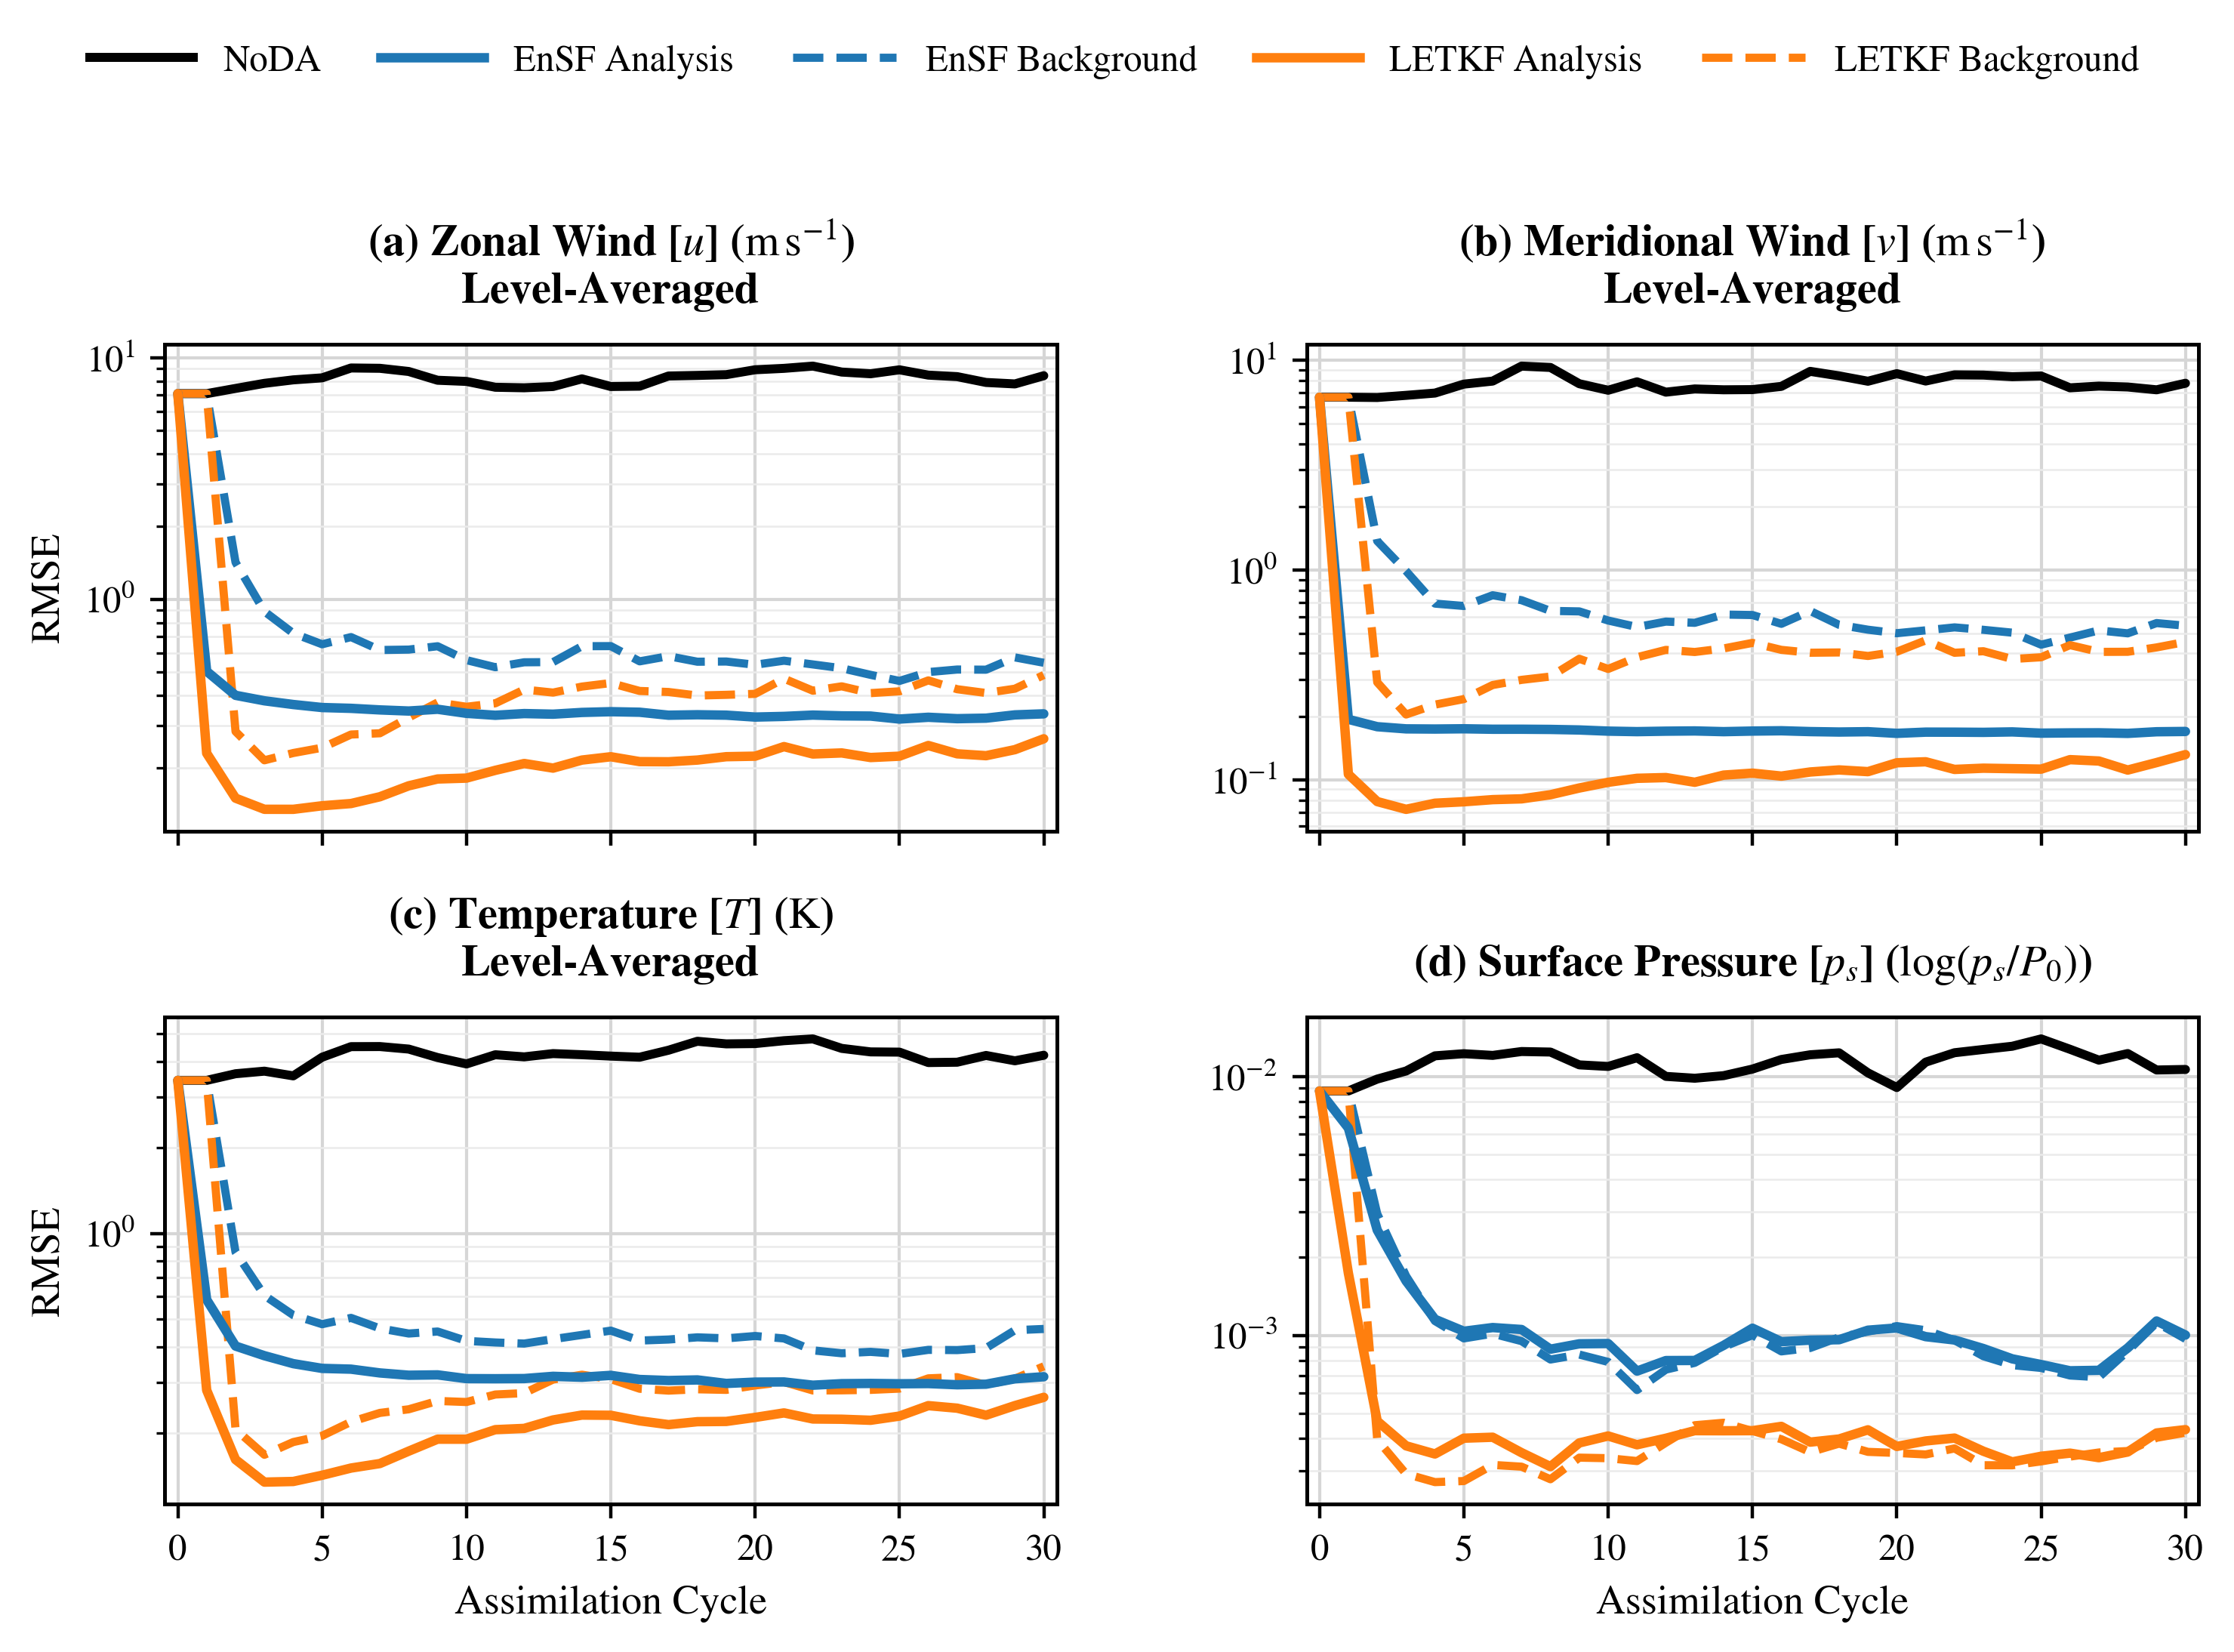 NoDA EnSF Analysis EnSF Background LETKF Analysis LETKF Background
(a) Zonal Wind [u] (m s⁻¹)
Level-Averaged
(b) Meridional Wind [v] (m s⁻¹)
Level-Averaged
RMSE
10¹
10⁰
10¹
10⁰
10⁻¹
(c) Temperature [T] (K)
Level-Averaged
(d) Surface Pressure [pₛ] (log(pₛ/P₀))
RMSE
10⁰
10⁻²
10⁻³
0 5 10 15 20 25 30
Assimilation Cycle
0 5 10 15 20 25 30
Assimilation Cycle